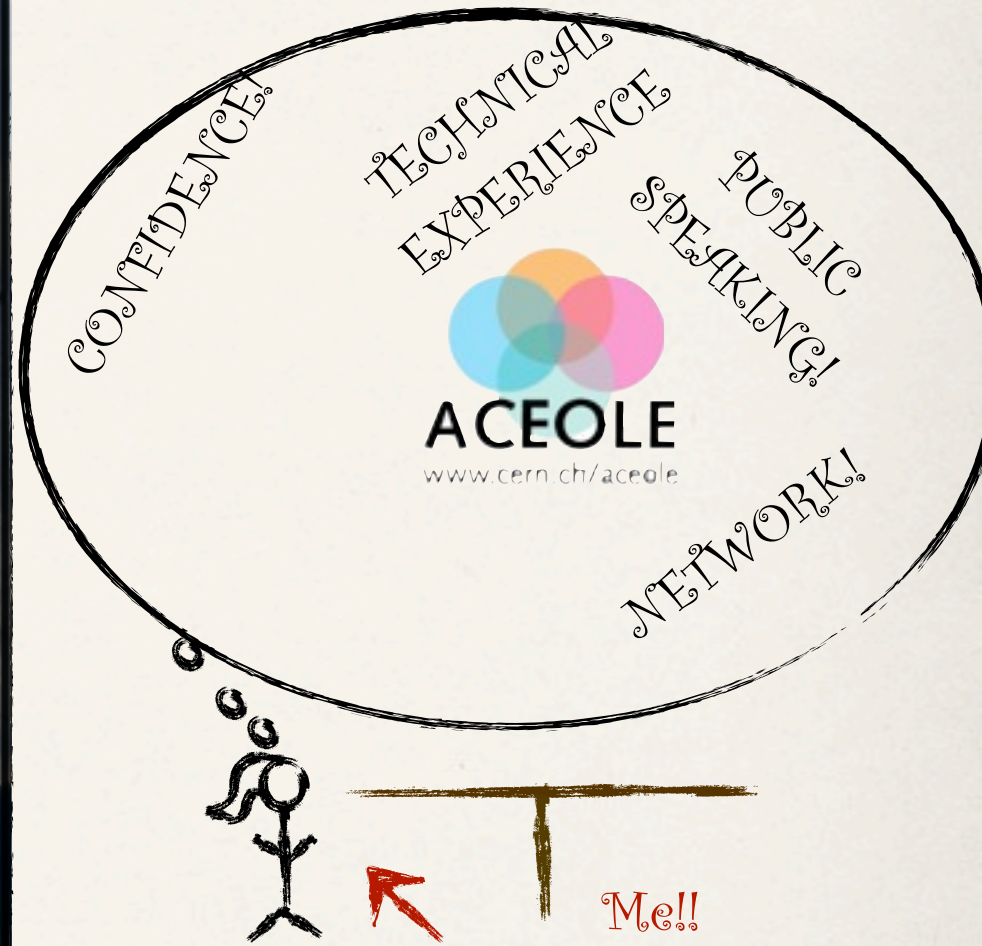 CONFIDENCE!
TECHNICAL
EXPERIENCE
PUBLIC
SPEAKING!
ACEOLE
www.cern.ch/aceole
NETWORK!
Me!!